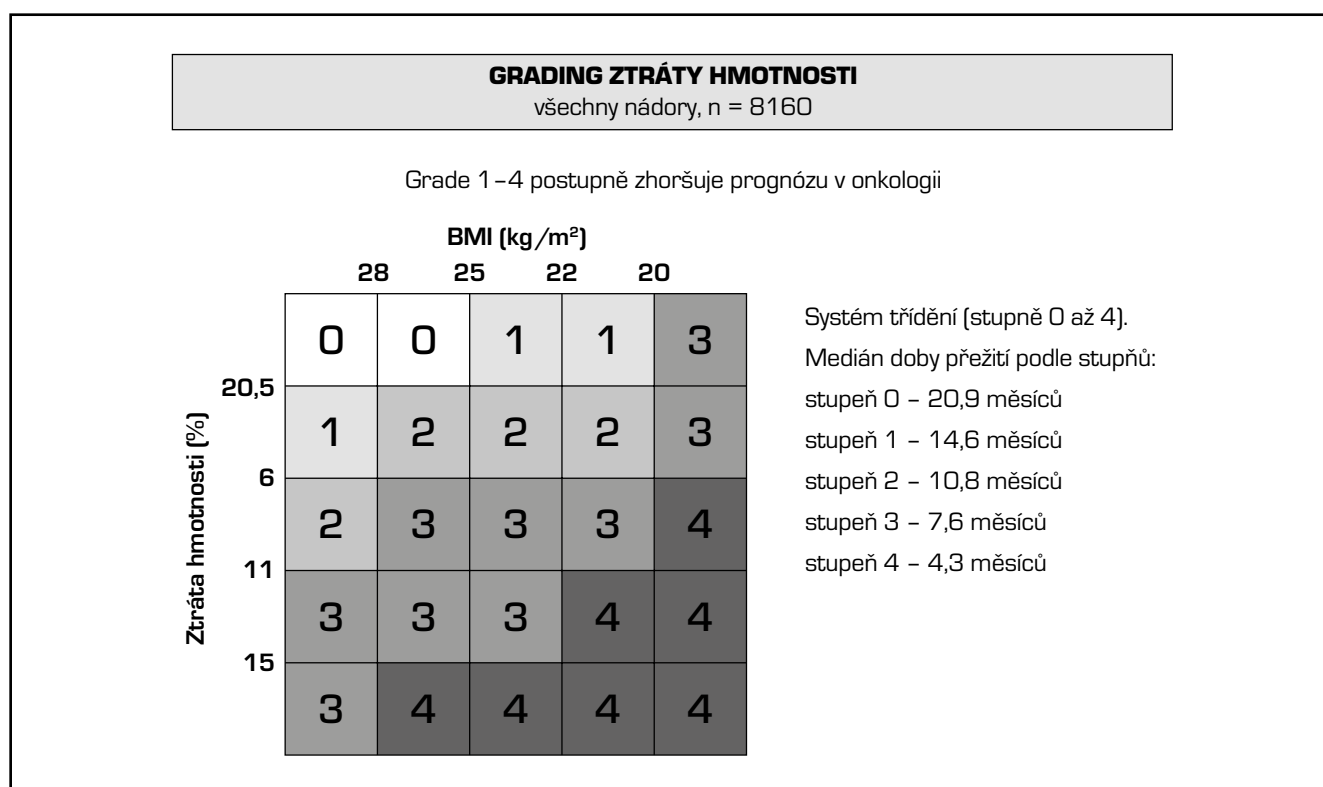 GRADING ZTRÁTY HMOTNOSTI
všechny nádory, n = 8160
Grade 1–4 postupně zhoršuje prognózu v onkologii
BMI (kg/m²)
28 25 22 20
0 0 1 1 3
20,5
1 2 2 2 3
6
2 3 3 3 4
11
3 3 3 4 4
15
3 4 4 4 4
Ztráta hmotnosti (%)
Systém třídění (stupně 0 až 4).
Medián doby přežití podle stupňů:
stupeň 0 – 20,9 měsíců
stupeň 1 – 14,6 měsíců
stupeň 2 – 10,8 měsíců
stupeň 3 – 7,6 měsíců
stupeň 4 – 4,3 měsíců